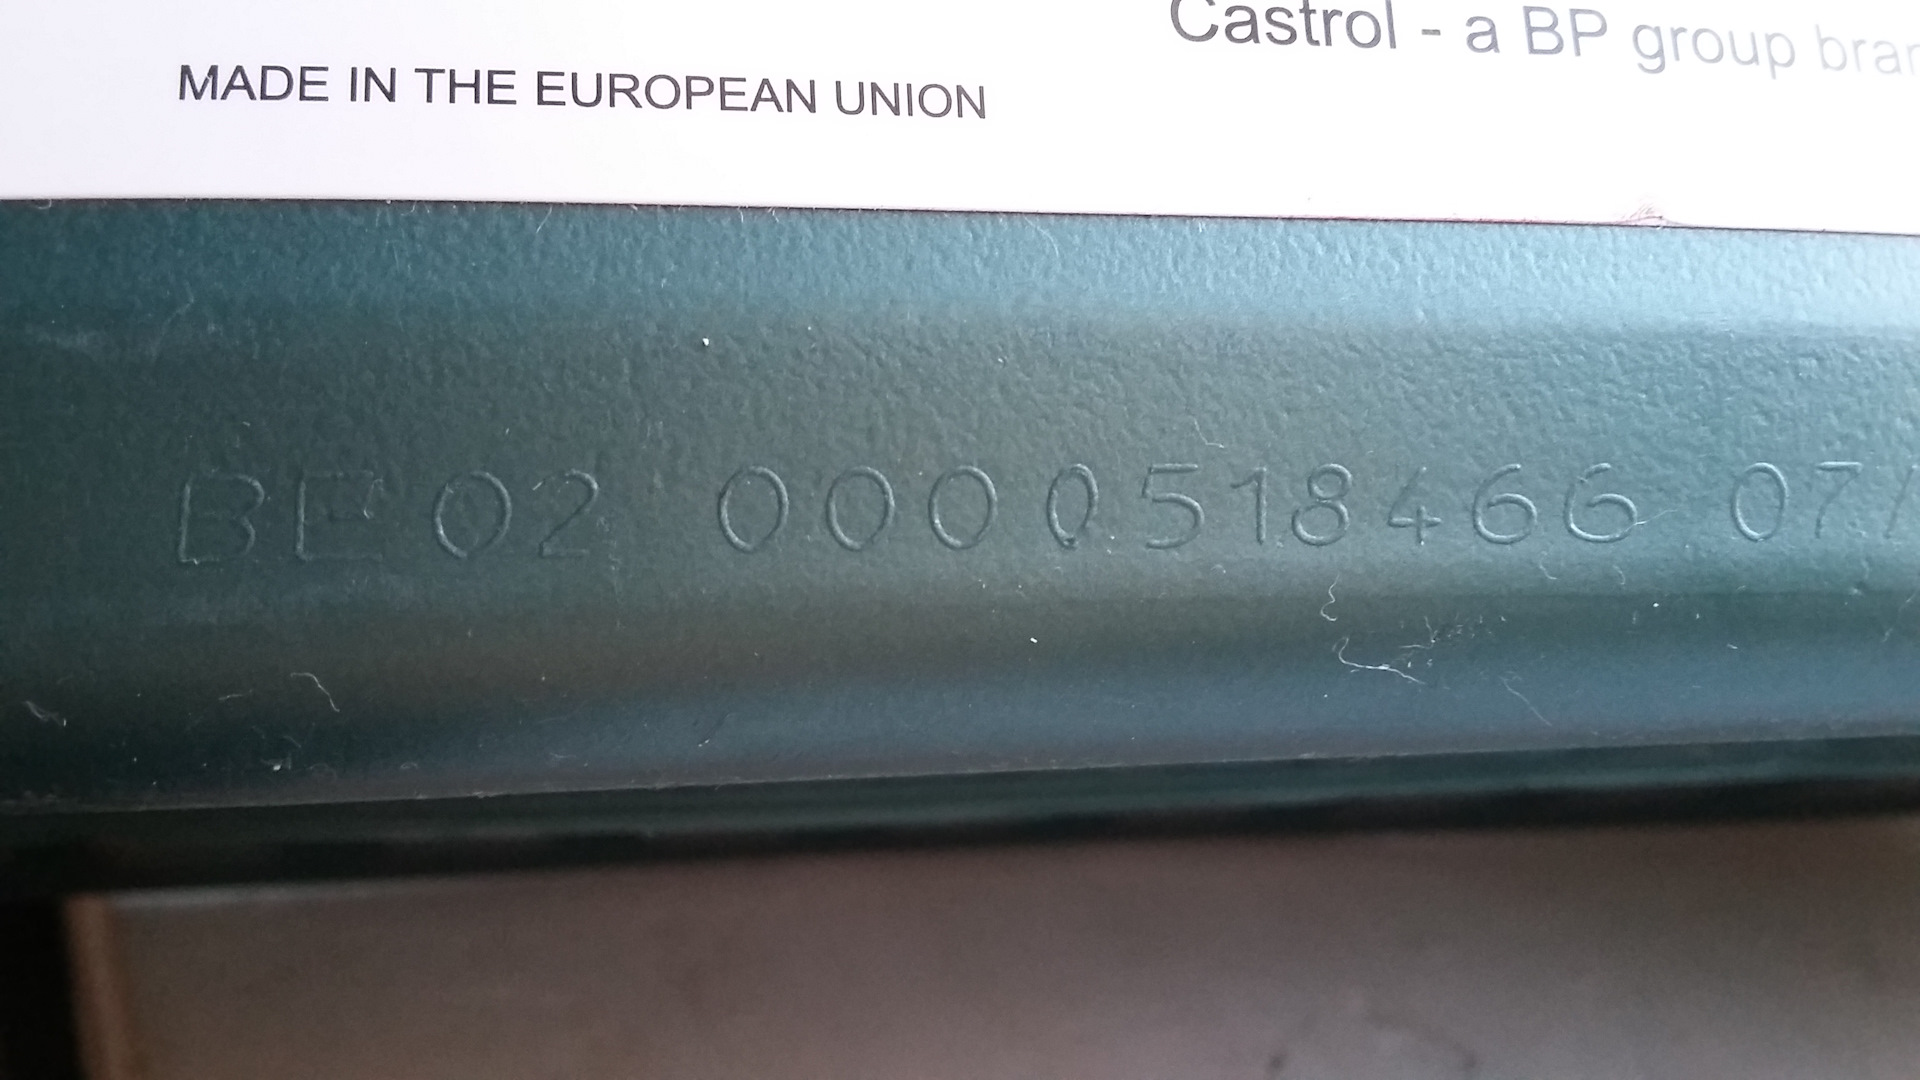 Castrol - a BP group bran
MADE IN THE EUROPEAN UNION
BE02 0000518466 07/